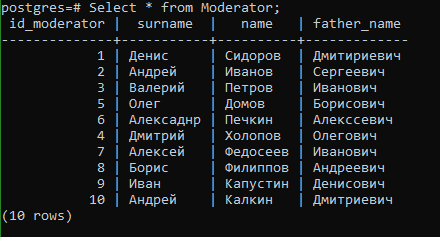 postgres=# Select * from Moderator;
id_moderator | surname | name | father_name
--------------+-----------+----------+-------------
1 | Денис | Сидоров | Дмитириевич
2 | Андрей | Иванов | Сергеевич
3 | Валерий | Петров | Иванович
5 | Олег | Домов | Борисович
6 | Алексаднр | Печкин | Алекссевич
4 | Дмитрий | Холопов | Олегович
7 | Алексей | Федосеев | Иванович
8 | Борис | Филиппов | Андреевич
9 | Иван | Капустин | Денисович
10 | Андрей | Калкин | Дмитриевич
(10 rows)